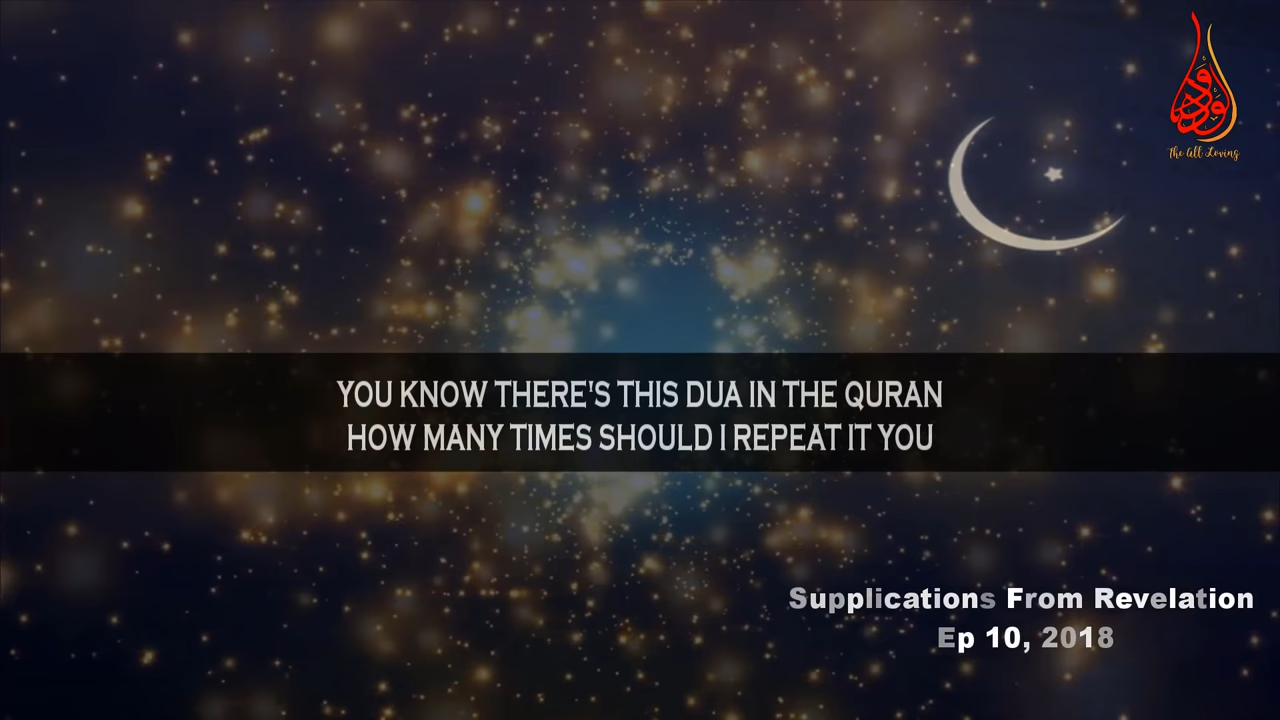 الودود
The All Loving
YOU KNOW THERE'S THIS DUA IN THE QURAN
HOW MANY TIMES SHOULD I REPEAT IT YOU
Supplications From Revelation
Ep 10, 2018